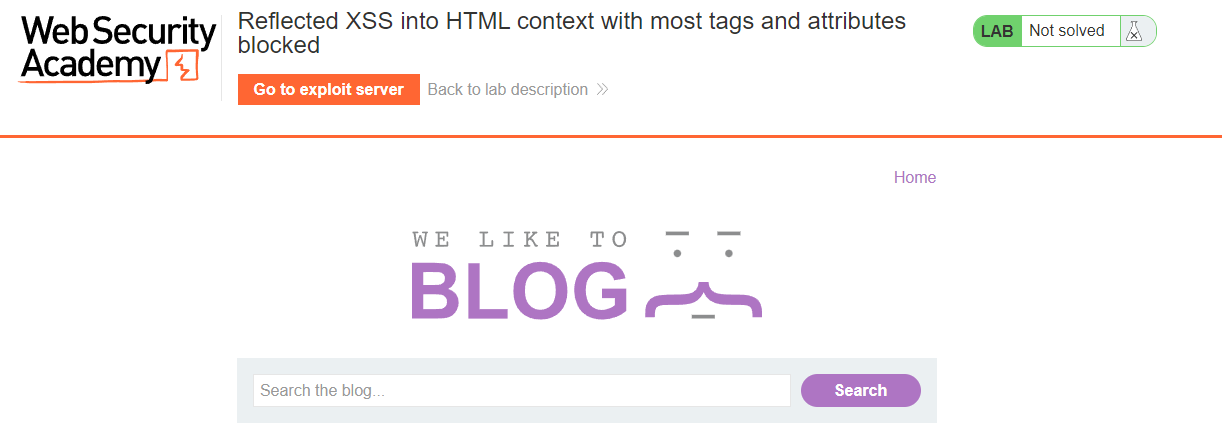 Web Security
Academy
Reflected XSS into HTML context with most tags and attributes
blocked
LAB Not solved
Go to exploit server Back to lab description
Home
WE LIKE TO
BLOG
Search the blog... Search